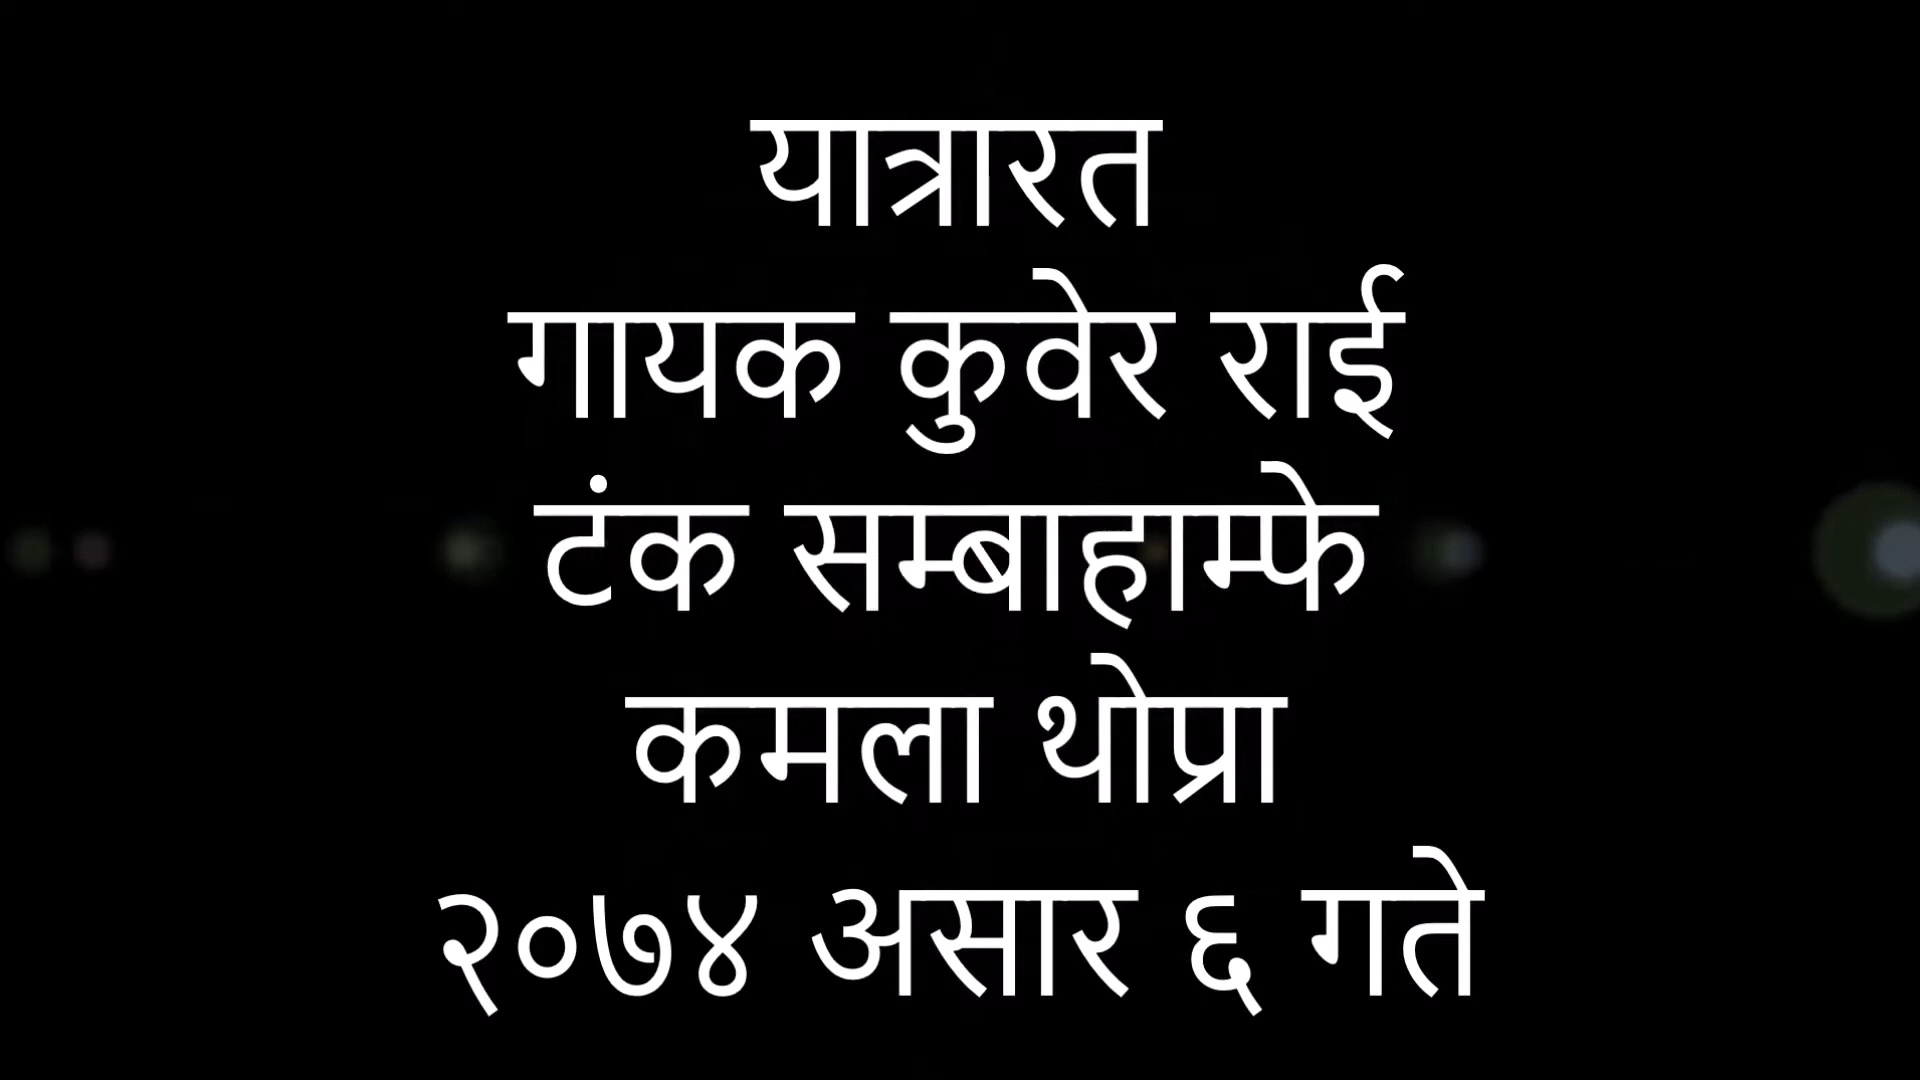 यात्रारत
गायक कुवेर राई
टंक सम्बाहाम्फे
कमला थोप्रा
२०७४ असार ६ गते